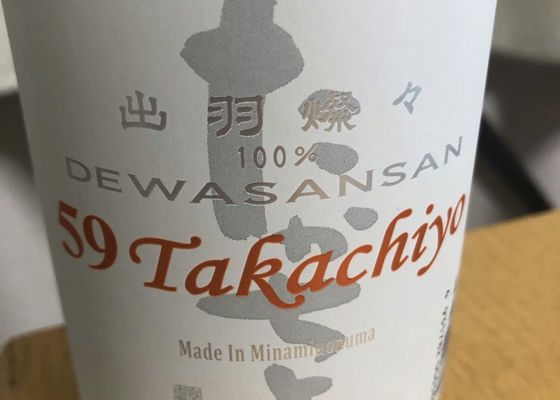 出羽燦々
100%
DEWASANSAN
59 Takachiyo
Made In Minamiuonuma